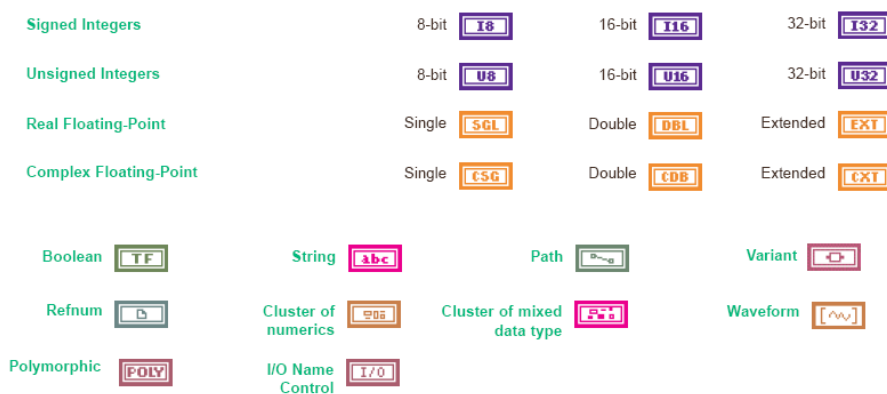 Signed Integers 8-bit I8 16-bit I16 32-bit I32
Unsigned Integers 8-bit U8 16-bit U16 32-bit U32
Real Floating-Point Single SGL Double DBL Extended EXT
Complex Floating-Point Single CSG Double CDB Extended CXT
Boolean TF String abc Path Variant
Refnum Cluster of numerics Cluster of mixed data type Waveform
Polymorphic POLY I/O Name Control I/O